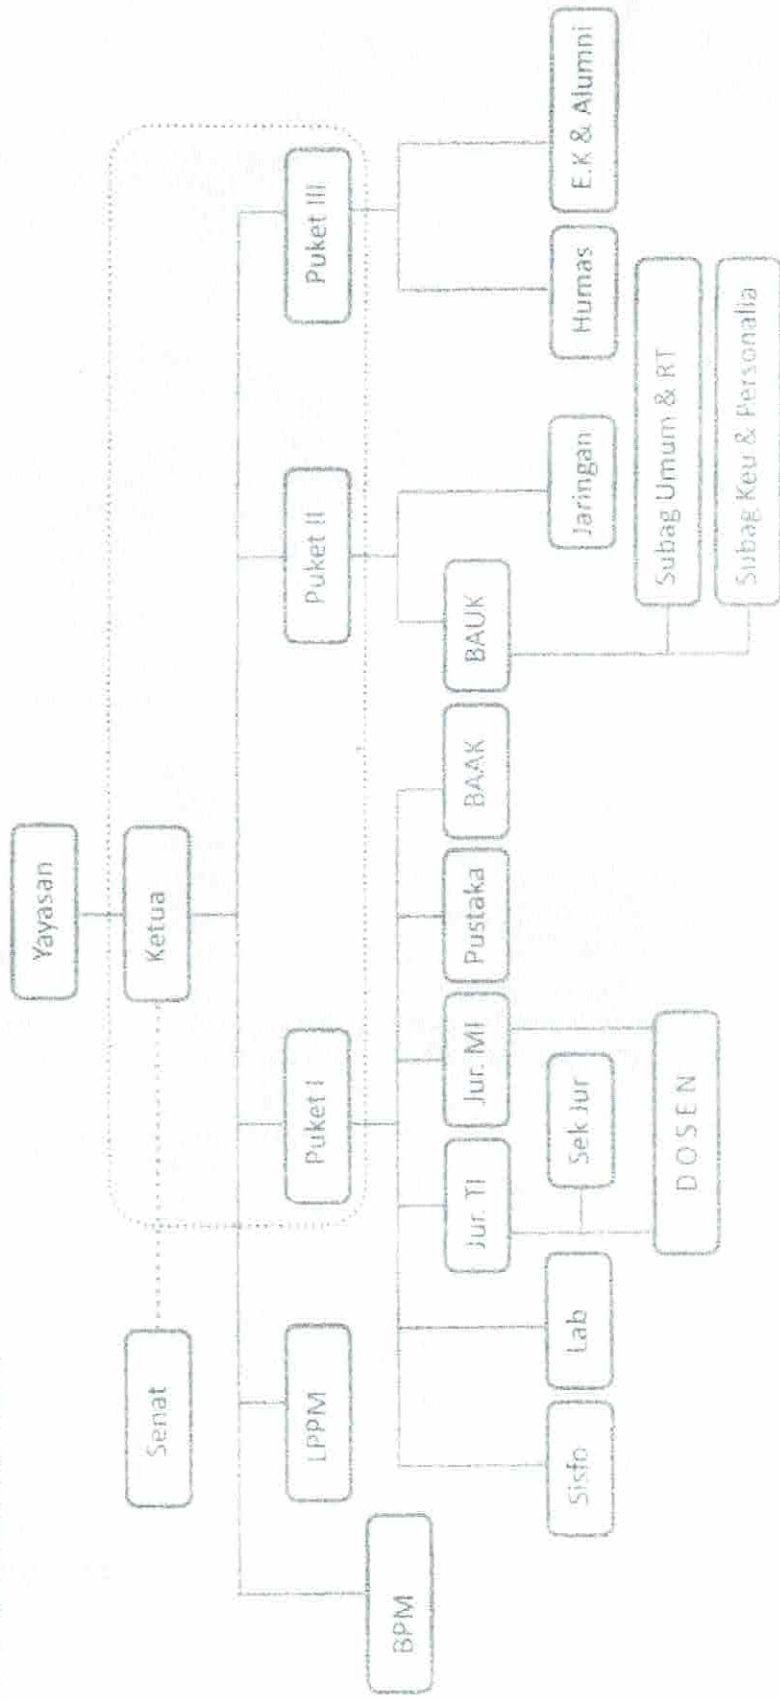 Yayasan
Senat
Ketua
BPM
LPPM
Puket I
Puket II
Puket III
Jur. TI
Jur. MI
Pustaka
BAAK
BAUK
Sisfo
Lab
Sek Jur
Jaringan
Humas
E.K & Alumni
DOSEN
Subag Umum & RT
Subag Keu & Personalia